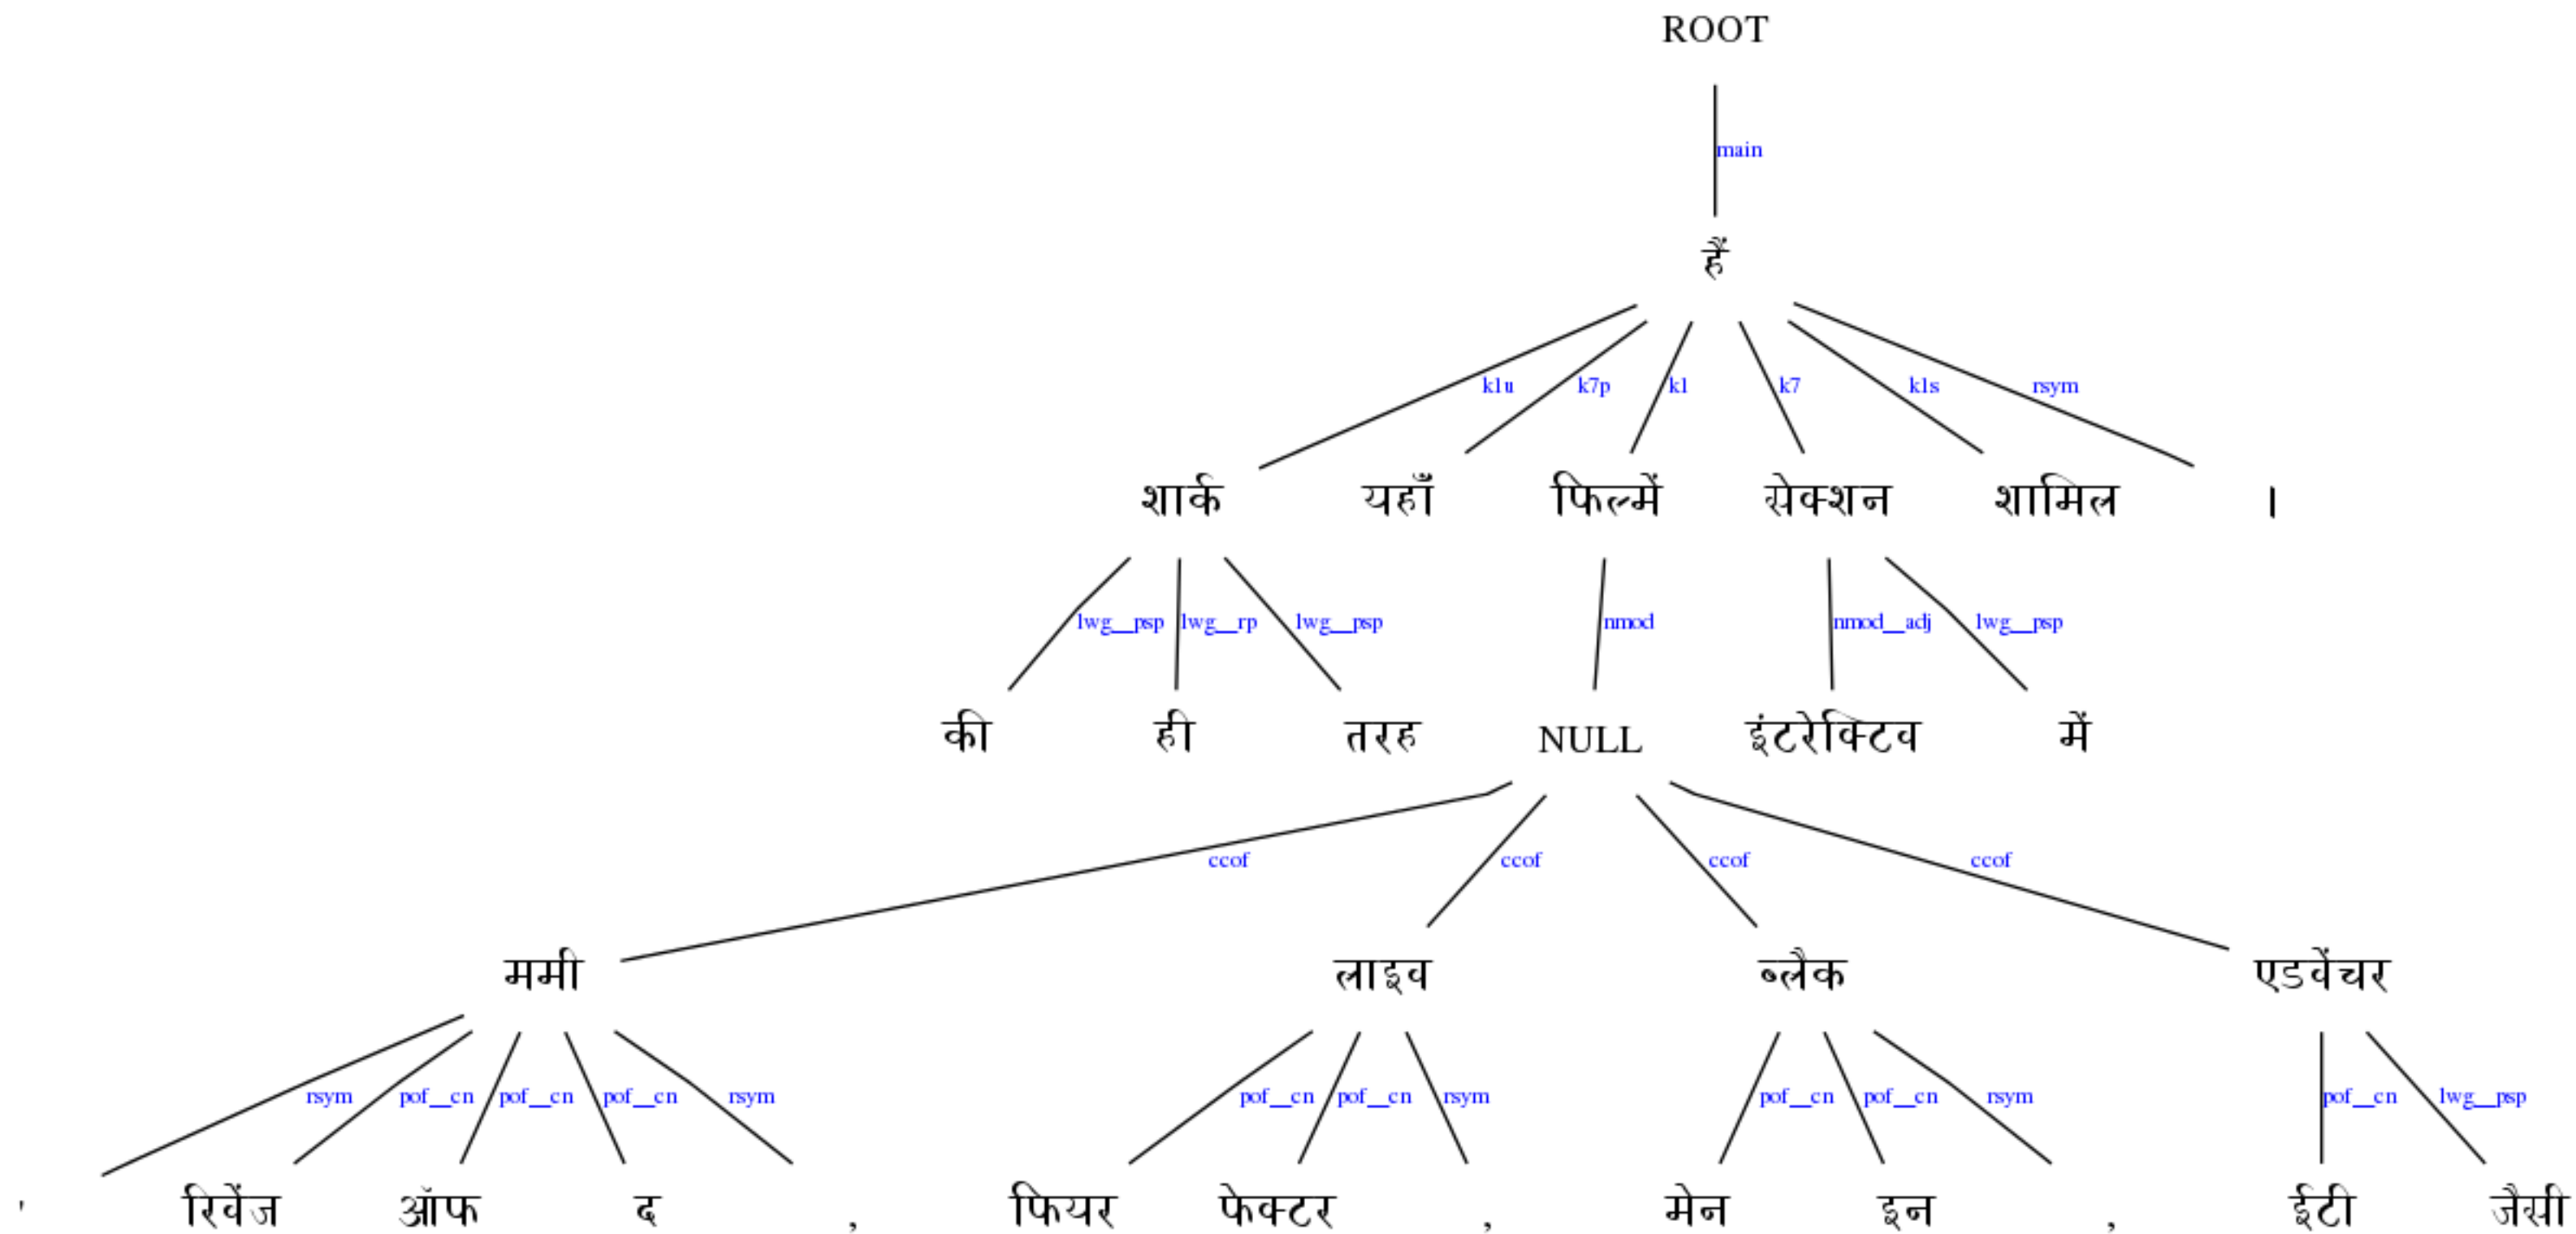 ROOT
main
हैं
k1u k7p k1 k7 k1s rsym
शार्क यहाँ फिल्में सेक्शन शामिल ।
lwg__psp lwg__rp lwg__psp nmod nmod__adj lwg__psp
की ही तरह NULL इंटरेक्टिव में
ccof ccof ccof ccof
ममी लाइव ब्लैक एडवेंचर
rsym pof__cn pof__cn pof__cn rsym pof__cn pof__cn rsym pof__cn pof__cn rsym pof__cn lwg__psp
' रिवेंज ऑफ द , फियर फेक्टर , मेन इन , ईटी जैसी